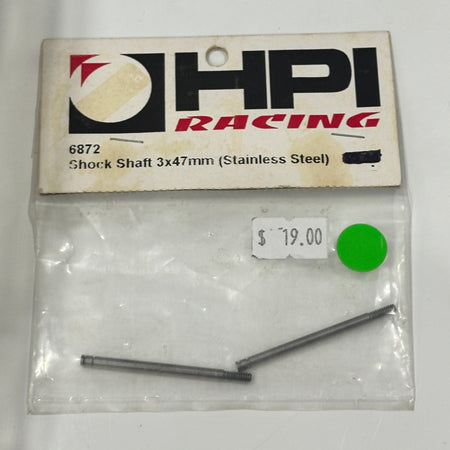 HPI
RACING
6872
Shock Shaft 3x47mm (Stainless Steel)
$ 19.00